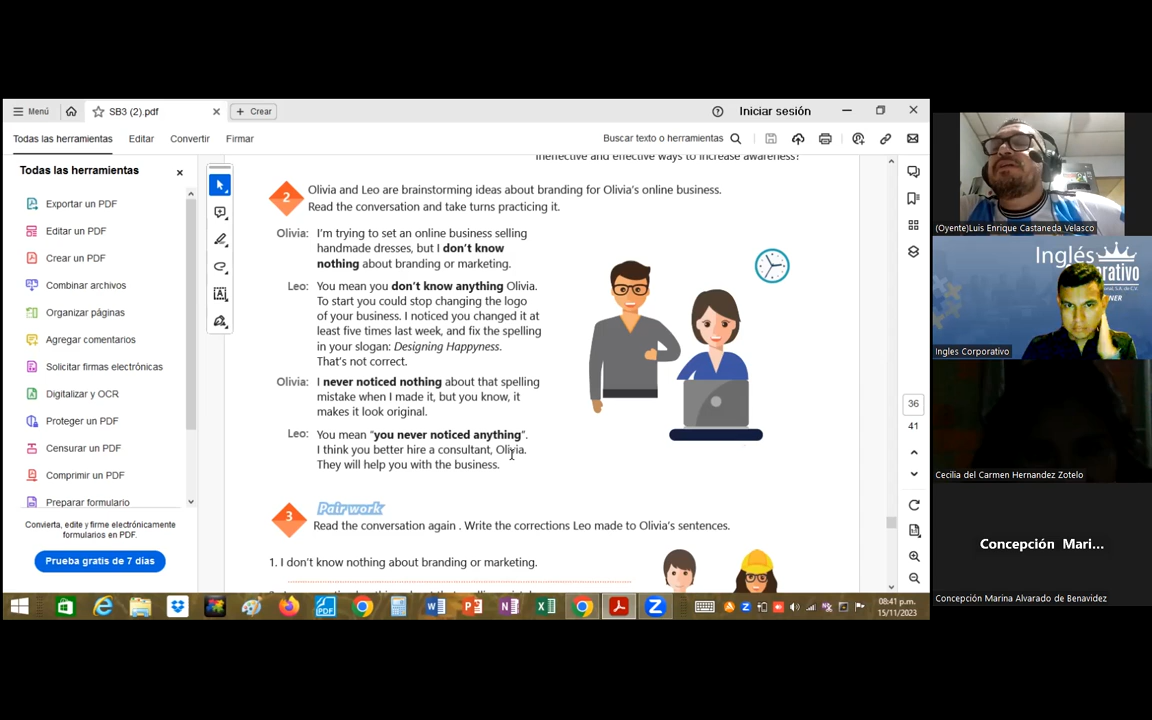 Menú
SB3 (2).pdf
Crear
Iniciar sesión
Todas las herramientas
Editar
Convertir
Firmar
Buscar texto o herramientas
Todas las herramientas
Exportar un PDF
Editar un PDF
Crear un PDF
Combinar archivos
Organizar páginas
Agregar comentarios
Solicitar firmas electrónicas
Digitalizar y OCR
Proteger un PDF
Censurar un PDF
Comprimir un PDF
Preparar formulario
Convierta, edite y firme electrónicamente
formularios en PDF.
Prueba gratis de 7 días
ineffective and effective ways to increase awareness?
2
Olivia and Leo are brainstorming ideas about branding for Olivia's online business.
Read the conversation and take turns practicing it.
Olivia: I'm trying to set an online business selling
handmade dresses, but I don't know
nothing about branding or marketing.
Leo: You mean you don't know anything Olivia.
To start you could stop changing the logo
of your business. I noticed you changed it at
least five times last week, and fix the spelling
in your slogan: Designing Happyness.
That's not correct.
Olivia: I never noticed nothing about that spelling
mistake when I made it, but you know, it
makes it look original.
Leo: You mean "you never noticed anything".
I think you better hire a consultant, Olivia.
They will help you with the business.
3
Pair work
Read the conversation again . Write the corrections Leo made to Olivia's sentences.
1. I don't know nothing about branding or marketing.
36
41
08:41 p.m.
15/11/2023
(Oyente)Luis Enrique Castaneda Velasco
Inglés
Ingles Corporativo
Cecilia del Carmen Hernandez Zotelo
Concepción Mari...
Concepción Marina Alvarado de Benavidez